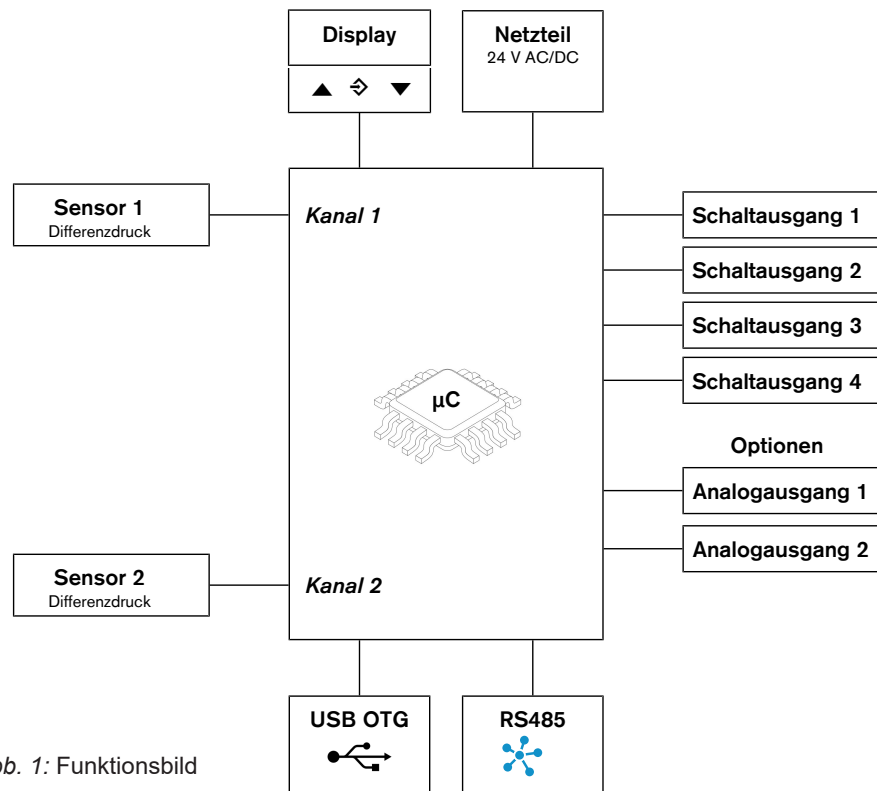 Display
Netzteil
24 V AC/DC
Sensor 1
Differenzdruck
Kanal 1
Schaltausgang 1
Schaltausgang 2
Schaltausgang 3
Schaltausgang 4
µC
Optionen
Analogausgang 1
Analogausgang 2
Sensor 2
Differenzdruck
Kanal 2
USB OTG
RS485
b. 1: Funktionsbild